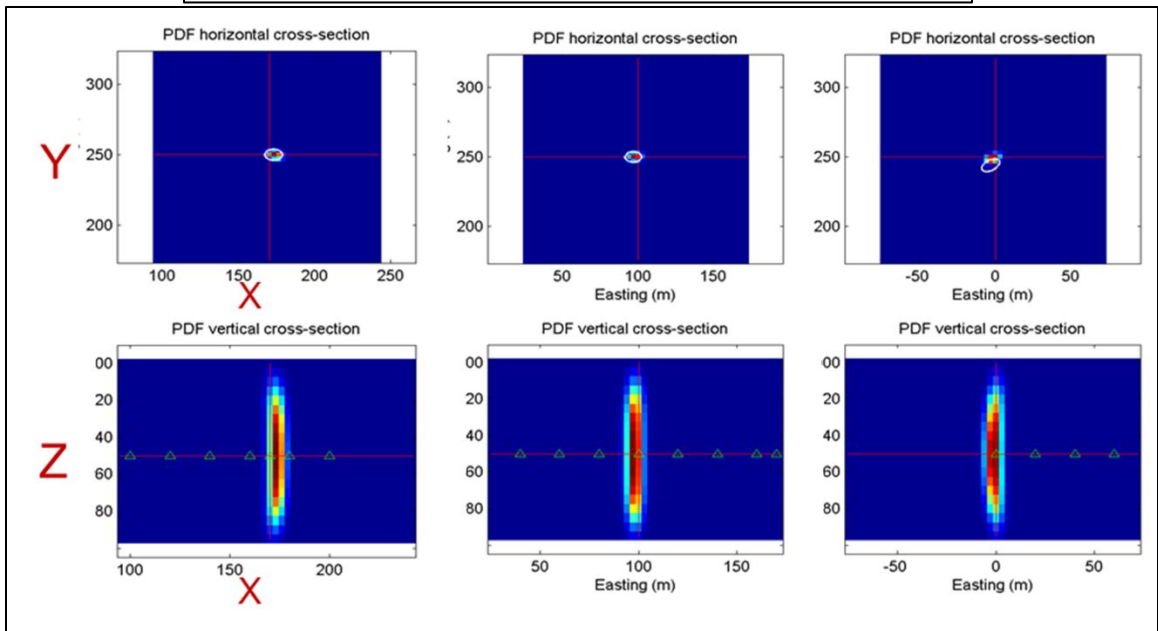 PDF horizontal cross-section
300
250
200
100 150 200 250
Y
X
PDF horizontal cross-section
300
250
200
50 100 150
Easting (m)
PDF horizontal cross-section
300
250
200
-50 0 50
Easting (m)
PDF vertical cross-section
00
20
40
60
80
100 150 200
Z
X
PDF vertical cross-section
00
20
40
60
80
50 100 150
Easting (m)
PDF vertical cross-section
00
20
40
60
80
-50 0 50
Easting (m)